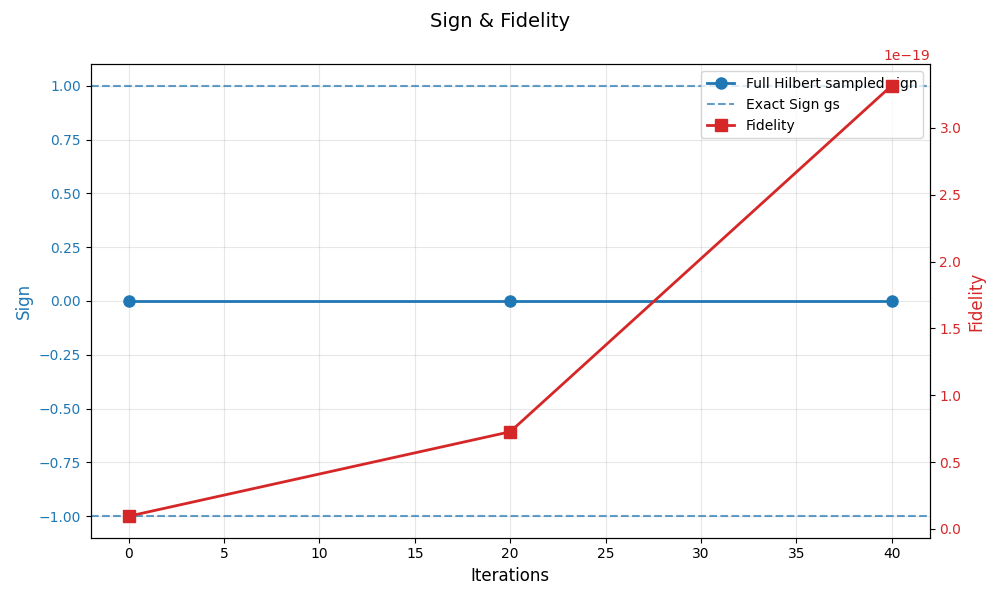 Sign & Fidelity
1e−19
1.00
0.75
0.50
0.25
0.00
−0.25
−0.50
−0.75
−1.00
Sign
Full Hilbert sampled sign
Exact Sign gs
Fidelity
3.0
2.5
2.0
1.5
1.0
0.5
0.0
Fidelity
0 5 10 15 20 25 30 35 40
Iterations